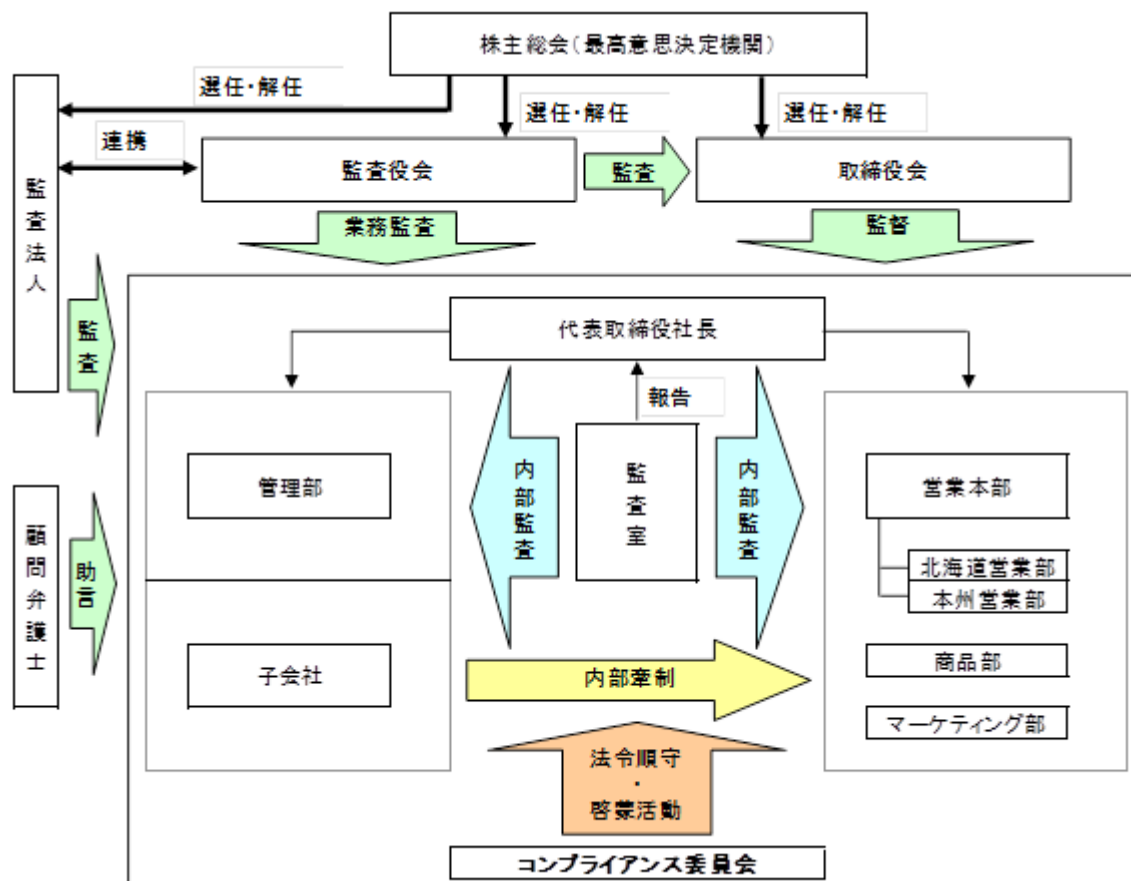 株主総会（最高意思決定機関）
選任・解任
選任・解任
選任・解任
連携
監査役会
監査
取締役会
監査法人
業務監査
監督
監査
代表取締役社長
報告
管理部
内部監査
監査室
内部監査
営業本部
顧問弁護士
助言
北海道営業部
本州営業部
子会社
内部牽制
商品部
マーケティング部
法令順守
・
啓蒙活動
コンプライアンス委員会